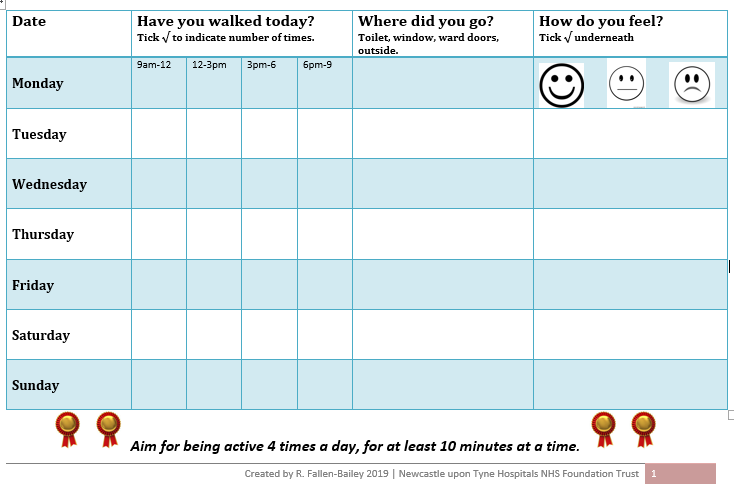 Date
Have you walked today?
Tick √ to indicate number of times.
Where did you go?
Toilet, window, ward doors,
outside.
How do you feel?
Tick √ underneath
Monday
9am-12
12-3pm
3pm-6
6pm-9
Tuesday
Wednesday
Thursday
Friday
Saturday
Sunday
Aim for being active 4 times a day, for at least 10 minutes at a time.
Created by R. Fallen-Bailey 2019 | Newcastle upon Tyne Hospitals NHS Foundation Trust 1